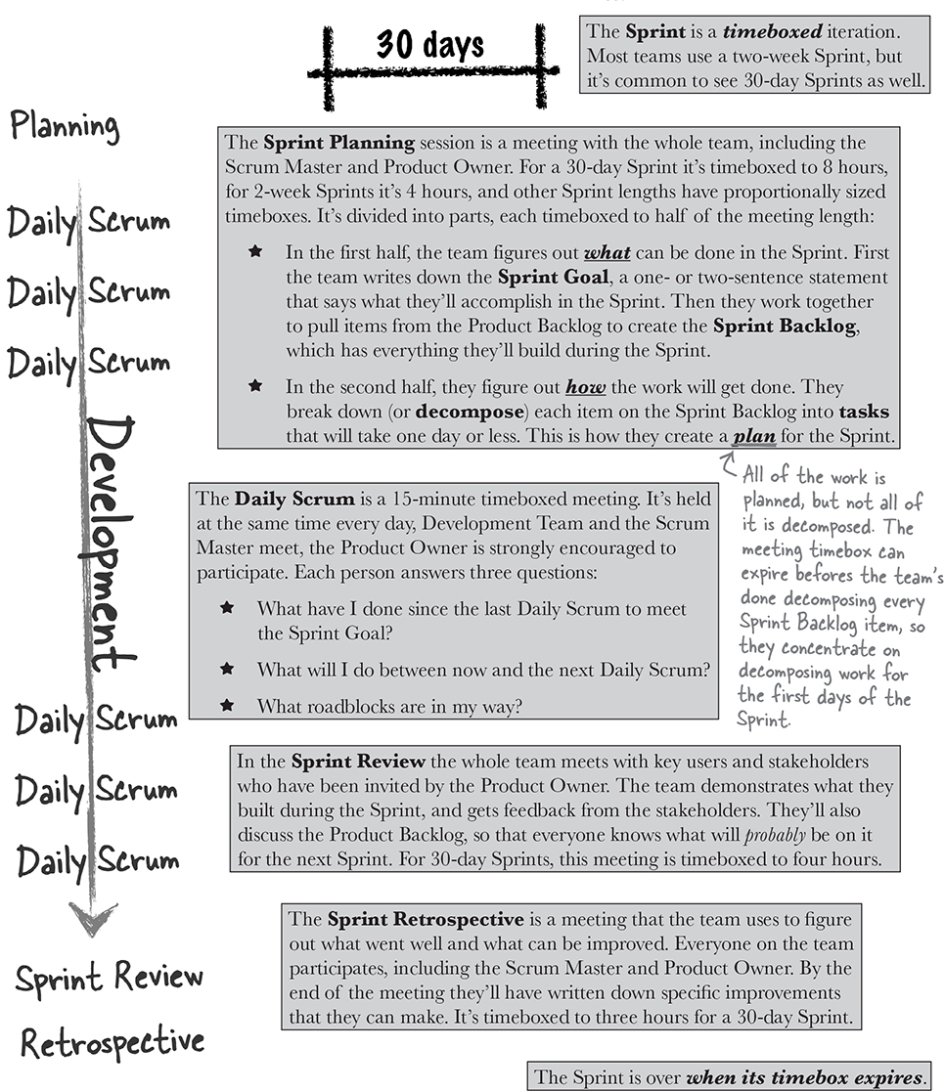 30 days
The Sprint is a timeboxed iteration.
Most teams use a two-week Sprint, but
it's common to see 30-day Sprints as well.
Planning
The Sprint Planning session is a meeting with the whole team, including the
Scrum Master and Product Owner. For a 30-day Sprint it's timeboxed to 8 hours,
for 2-week Sprints it's 4 hours, and other Sprint lengths have proportionally sized
timeboxes. It's divided into parts, each timeboxed to half of the meeting length:
★ In the first half, the team figures out what can be done in the Sprint. First
the team writes down the Sprint Goal, a one- or two-sentence statement
that says what they'll accomplish in the Sprint. Then they work together
to pull items from the Product Backlog to create the Sprint Backlog,
which has everything they'll build during the Sprint.
★ In the second half, they figure out how the work will get done. They
break down (or decompose) each item on the Sprint Backlog into tasks
that will take one day or less. This is how they create a plan for the Sprint.
Daily Scrum
Daily Scrum
Daily Scrum
Development
All of the work is
planned, but not all of
it is decomposed. The
meeting timebox can
expire befores the team's
done decomposing every
Sprint Backlog item, so
they concentrate on
decomposing work for
the first days of the
Sprint.
The Daily Scrum is a 15-minute timeboxed meeting. It's held
at the same time every day, Development Team and the Scrum
Master meet, the Product Owner is strongly encouraged to
participate. Each person answers three questions:
★ What have I done since the last Daily Scrum to meet
the Sprint Goal?
★ What will I do between now and the next Daily Scrum?
★ What roadblocks are in my way?
Daily Scrum
Daily Scrum
Daily Scrum
In the Sprint Review the whole team meets with key users and stakeholders
who have been invited by the Product Owner. The team demonstrates what they
built during the Sprint, and gets feedback from the stakeholders. They'll also
discuss the Product Backlog, so that everyone knows what will probably be on it
for the next Sprint. For 30-day Sprints, this meeting is timeboxed to four hours.
Sprint Review
The Sprint Retrospective is a meeting that the team uses to figure
out what went well and what can be improved. Everyone on the team
participates, including the Scrum Master and Product Owner. By the
end of the meeting they'll have written down specific improvements
that they can make. It's timeboxed to three hours for a 30-day Sprint.
Retrospective
The Sprint is over when its timebox expires.